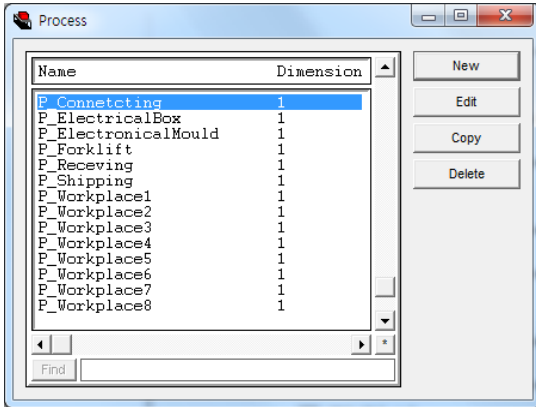 Process
Name Dimension
P_Connetcting 1
P_ElectricalBox 1
P_ElectronicalMould 1
P_Forklift 1
P_Receving 1
P_Shipping 1
P_Workplace1 1
P_Workplace2 1
P_Workplace3 1
P_Workplace4 1
P_Workplace5 1
P_Workplace6 1
P_Workplace7 1
P_Workplace8 1
*
Find
New
Edit
Copy
Delete